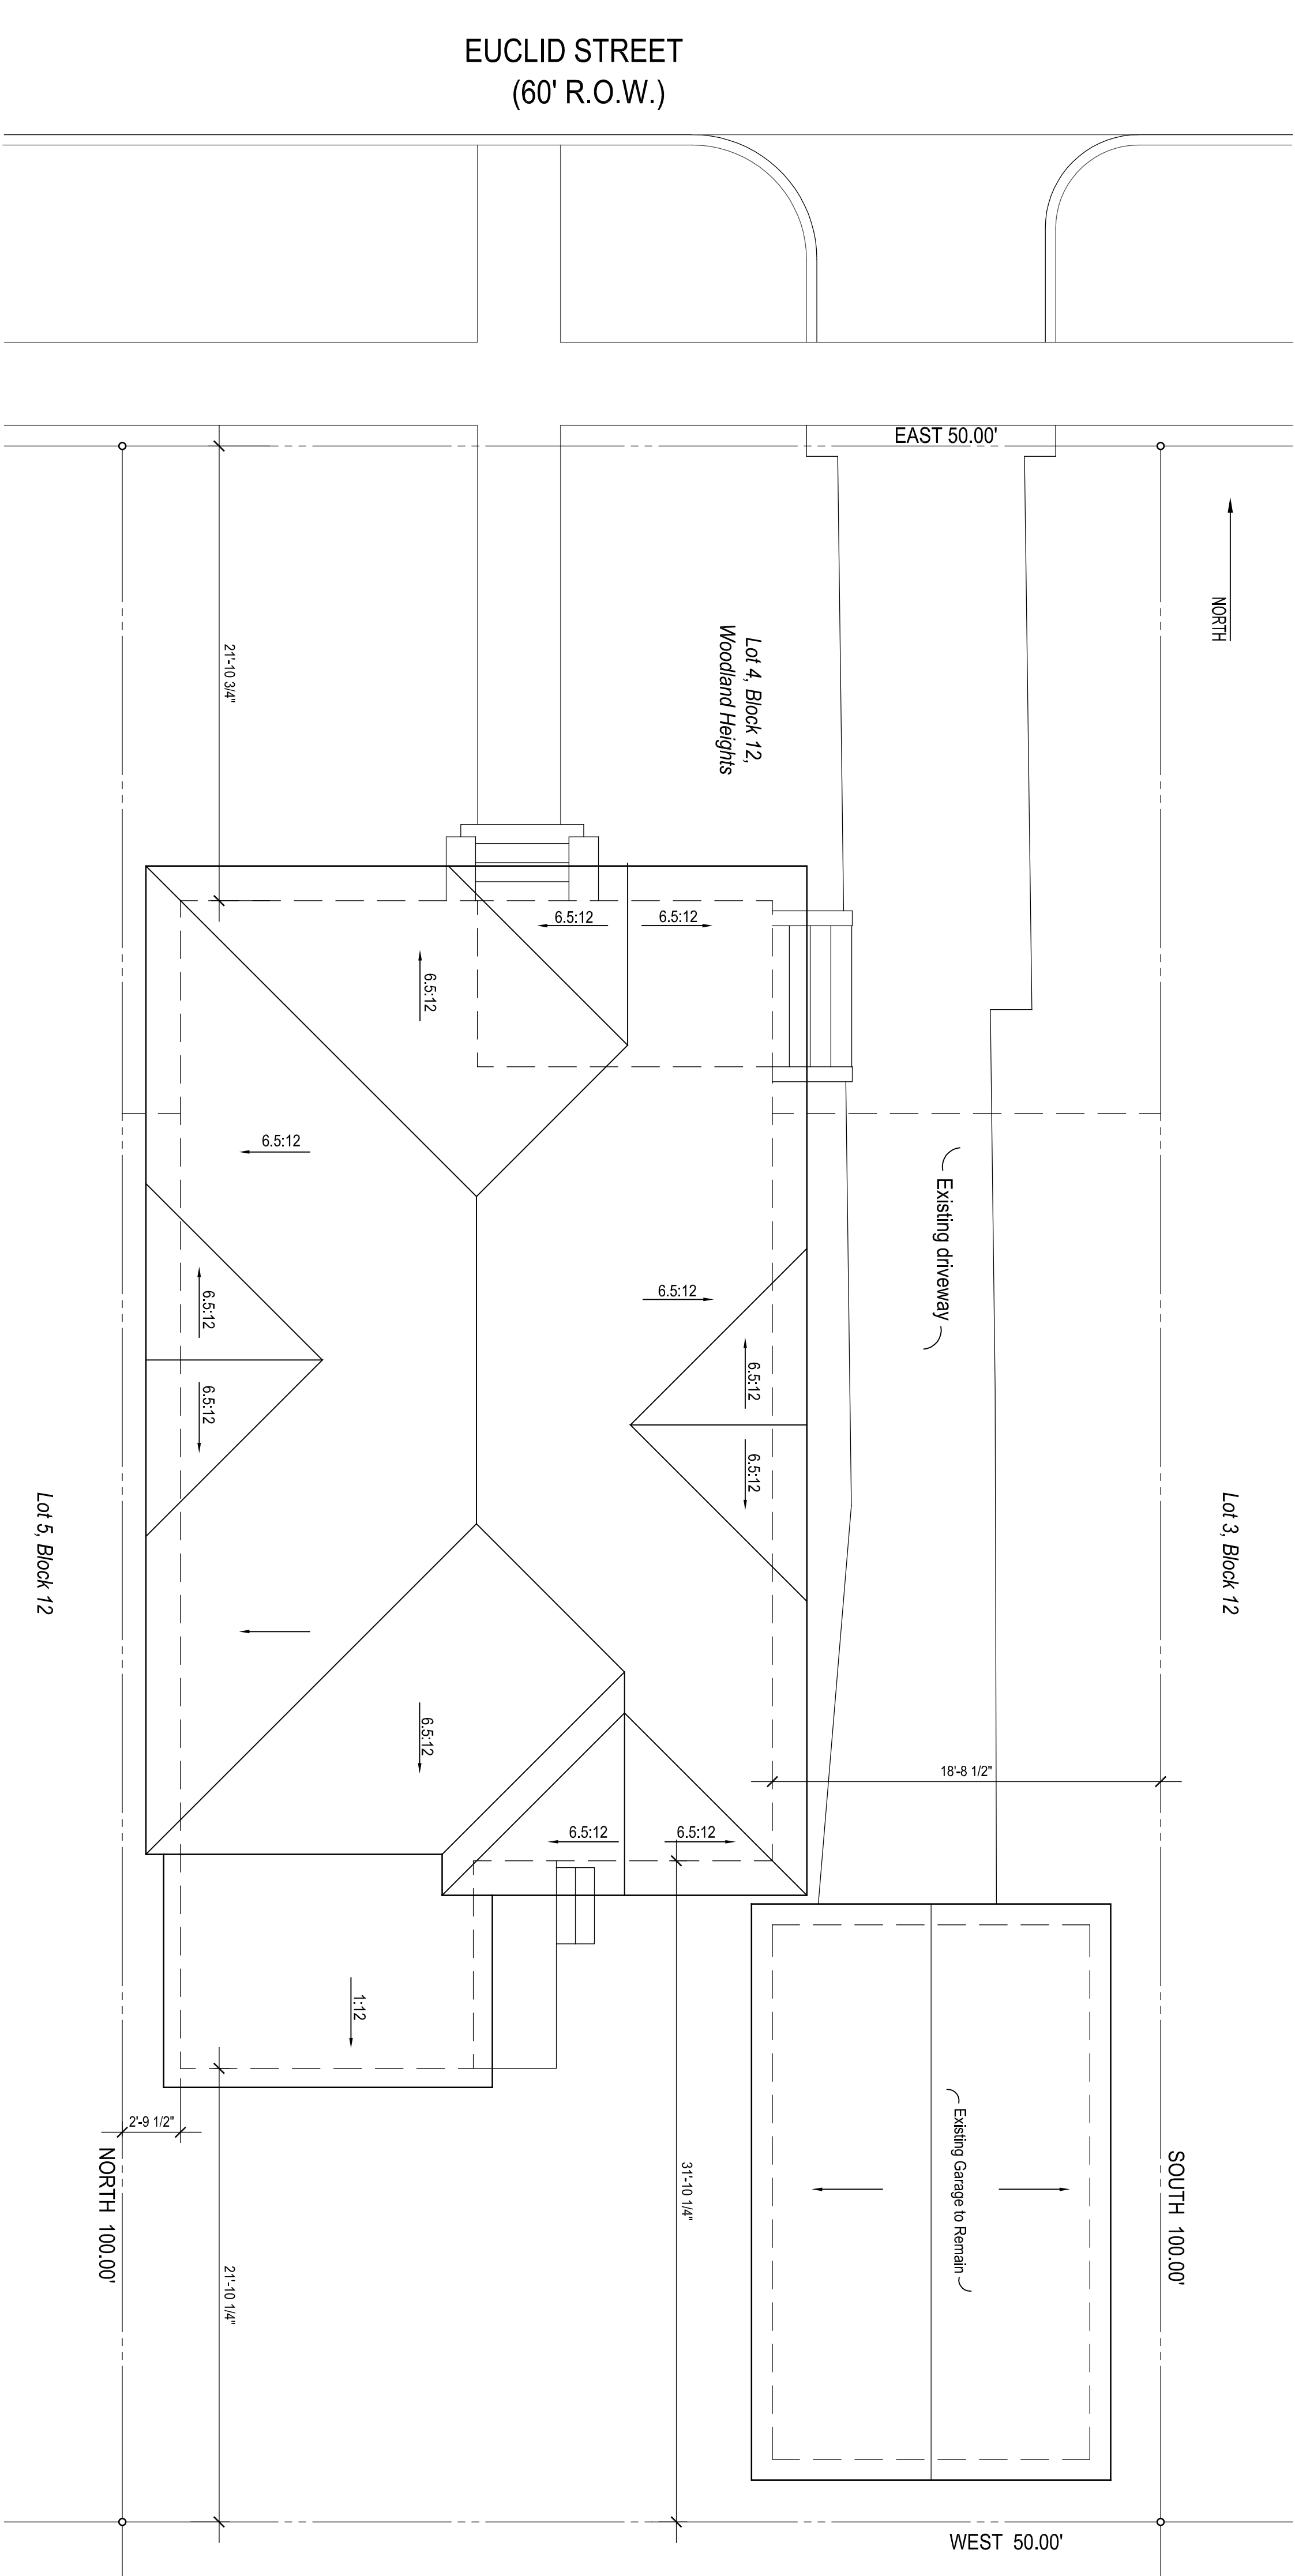 EUCLID STREET
(60' R.O.W.)
EAST 50.00'
NORTH
Lot 4, Block 12,
Woodland Heights
21'-10 3/4"
6.5:12
6.5:12
6.5:12
6.5:12
Existing driveway
6.5:12
6.5:12
6.5:12
6.5:12
6.5:12
Lot 5, Block 12
Lot 3, Block 12
6.5:12
18'-8 1/2"
6.5:12
6.5:12
1:12
2'-9 1/2"
NORTH 100.00'
31'-10 1/4"
Existing Garage to Remain
SOUTH 100.00'
21'-10 1/4"
WEST 50.00'